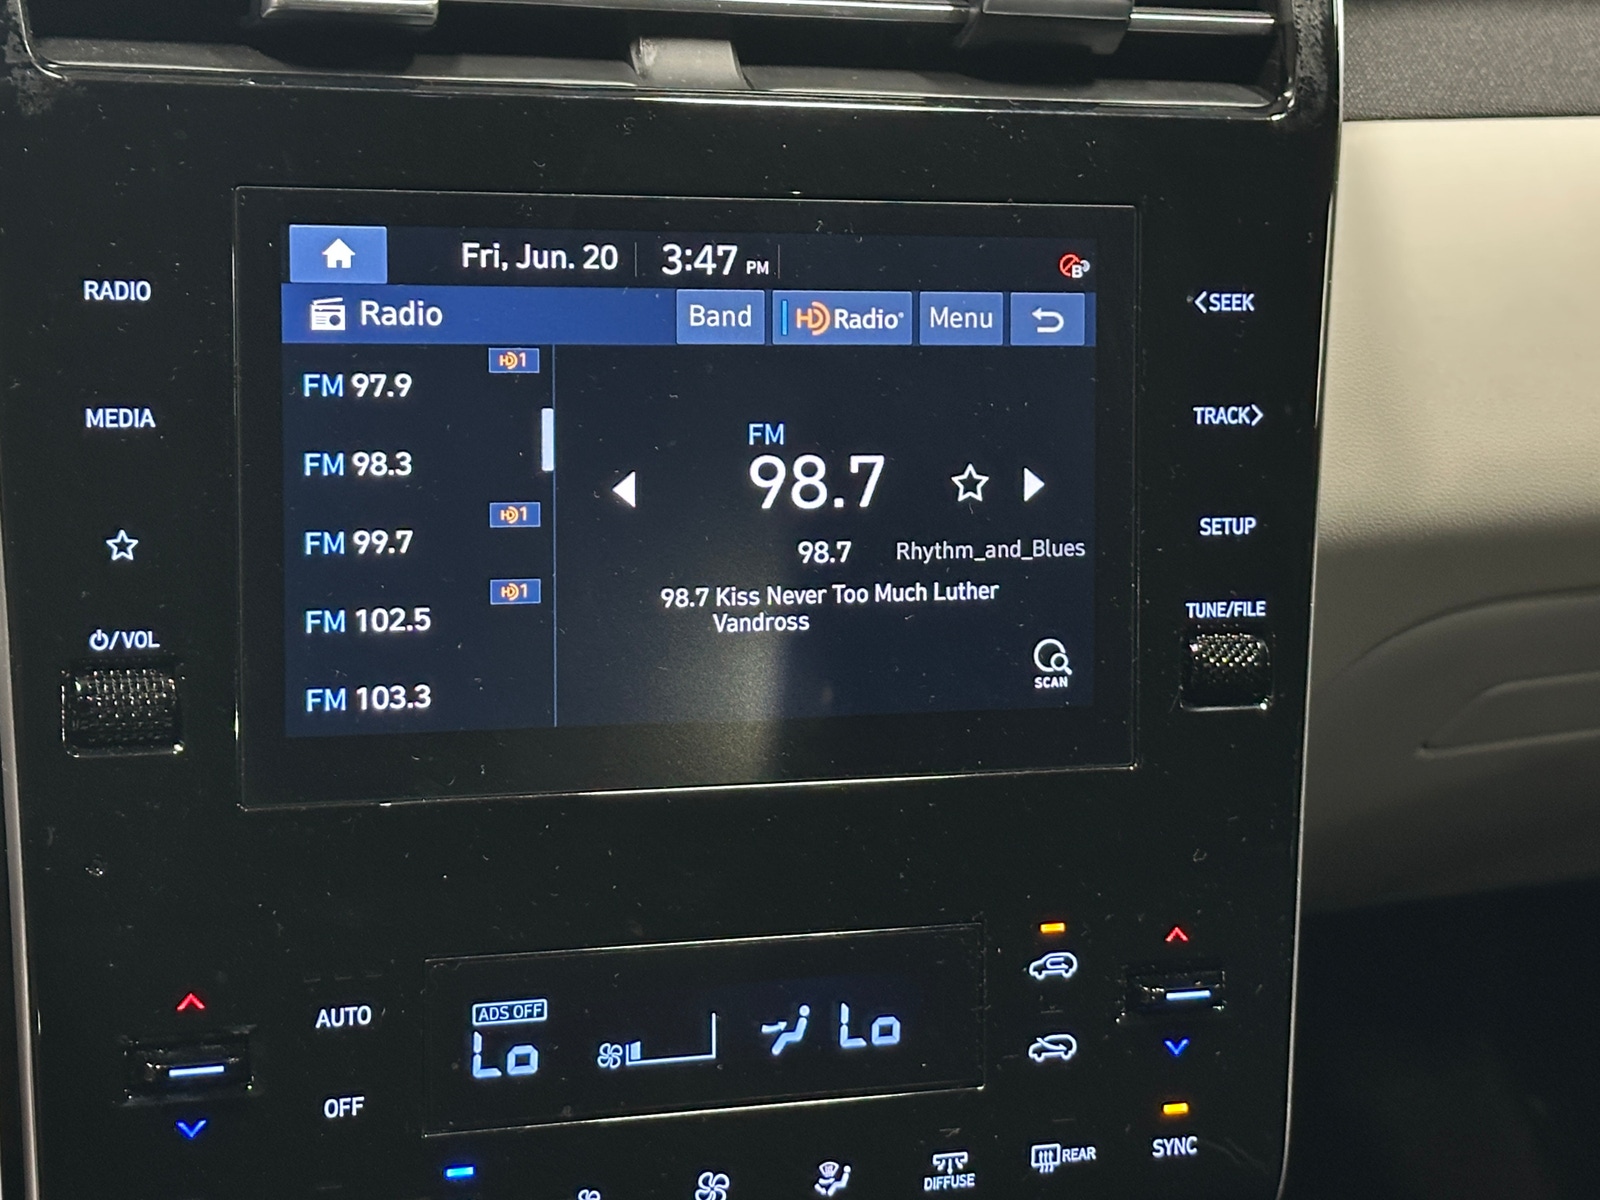 Fri, Jun. 20 3:47 PM
B
Radio Band HD Radio Menu
FM 97.9 HD1
FM 98.3
FM 99.7 HD1
FM 102.5 HD1
FM 103.3
FM
98.7
98.7 Rhythm_and_Blues
98.7 Kiss Never Too Much Luther
Vandross
SCAN
RADIO
MEDIA
/VOL
SEEK
TRACK
SETUP
TUNE/FILE
AUTO
OFF
ADS OFF
Lo Lo
DIFFUSE
REAR
SYNC